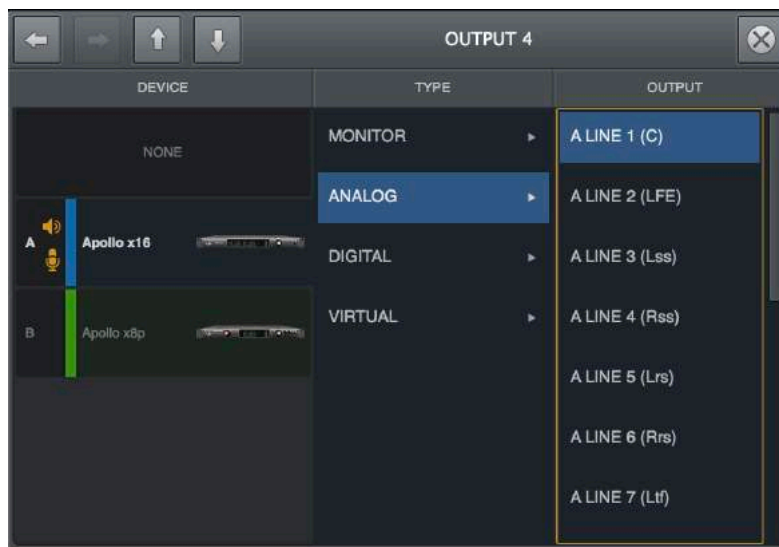 OUTPUT 4
DEVICE
TYPE
OUTPUT
NONE
A
Apollo x16
B
Apollo x8p
MONITOR
ANALOG
DIGITAL
VIRTUAL
A LINE 1 (C)
A LINE 2 (LFE)
A LINE 3 (Lss)
A LINE 4 (Rss)
A LINE 5 (Lrs)
A LINE 6 (Rrs)
A LINE 7 (Ltf)